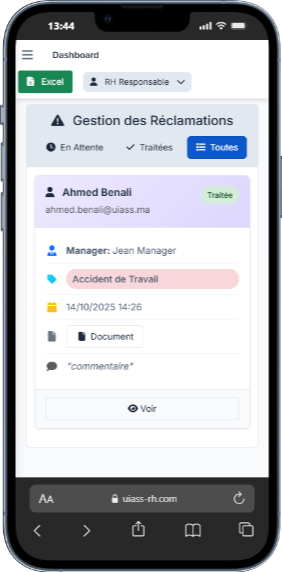 13:44
Dashboard
Excel
RH Responsable
Gestion des Réclamations
En Attente
Traitées
Toutes
Ahmed Benali
Traitée
ahmed.benali@uiass.ma
Manager: Jean Manager
Accident de Travail
14/10/2025 14:26
Document
"commentaire"
Voir
AA
uiass-rh.com